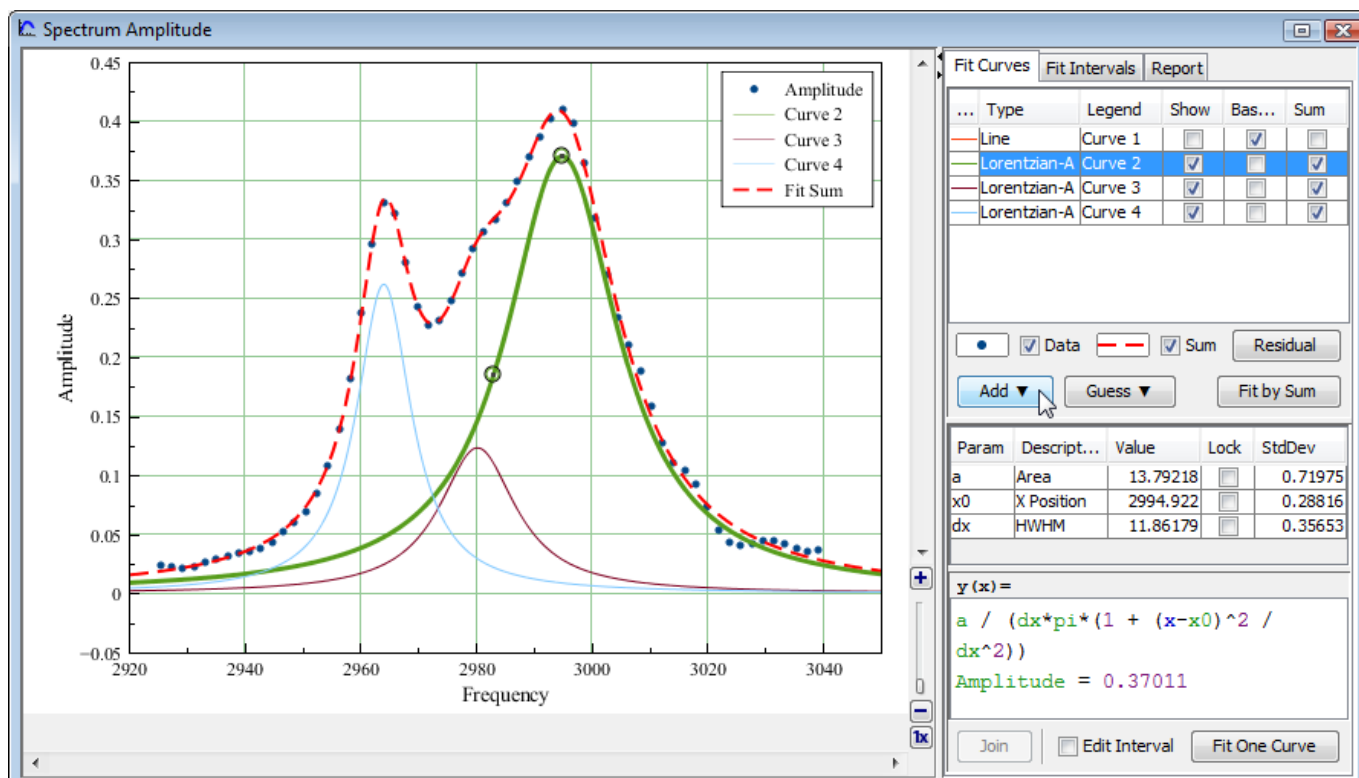 Spectrum Amplitude
0.45
0.4
0.35
0.3
0.25
0.2
0.15
0.1
0.05
0
−0.05
Amplitude
2920 2940 2960 2980 3000 3020 3040
Frequency
Amplitude
Curve 2
Curve 3
Curve 4
Fit Sum
1x
Fit Curves Fit Intervals Report
... Type Legend Show Bas... Sum
Line Curve 1
Lorentzian-A Curve 2
Lorentzian-A Curve 3
Lorentzian-A Curve 4
Data Sum Residual
Add ▼ Guess ▼ Fit by Sum
Param Descript... Value Lock StdDev
a Area 13.79218 0.71975
x0 X Position 2994.922 0.28816
dx HWHM 11.86179 0.35653
y(x)=
a / (dx*pi*(1 + (x-x0)^2 /
dx^2))
Amplitude = 0.37011
Join Edit Interval Fit One Curve